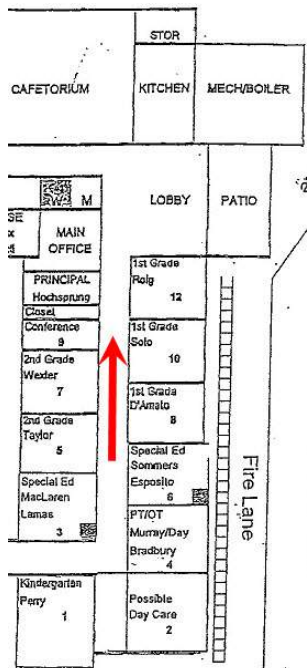 STOR
CAFETORIUM
KITCHEN
MECH/BOILER
W M
LOBBY
PATIO
MAIN
OFFICE
PRINCIPAL
Hochsprung
Closet
Conference
9
2nd Grade
Wexler
7
2nd Grade
Taylor
5
Special Ed
MacLaren
Lamas
3
Kindergarten
Perry
1
1st Grade
Roig
12
1st Grade
Solo
10
1st Grade
D'Amato
8
Special Ed
Sommers
Esposito
6
PT/OT
Murray/Day
Bradbury
4
Possible
Day Care
2
Fire Lane